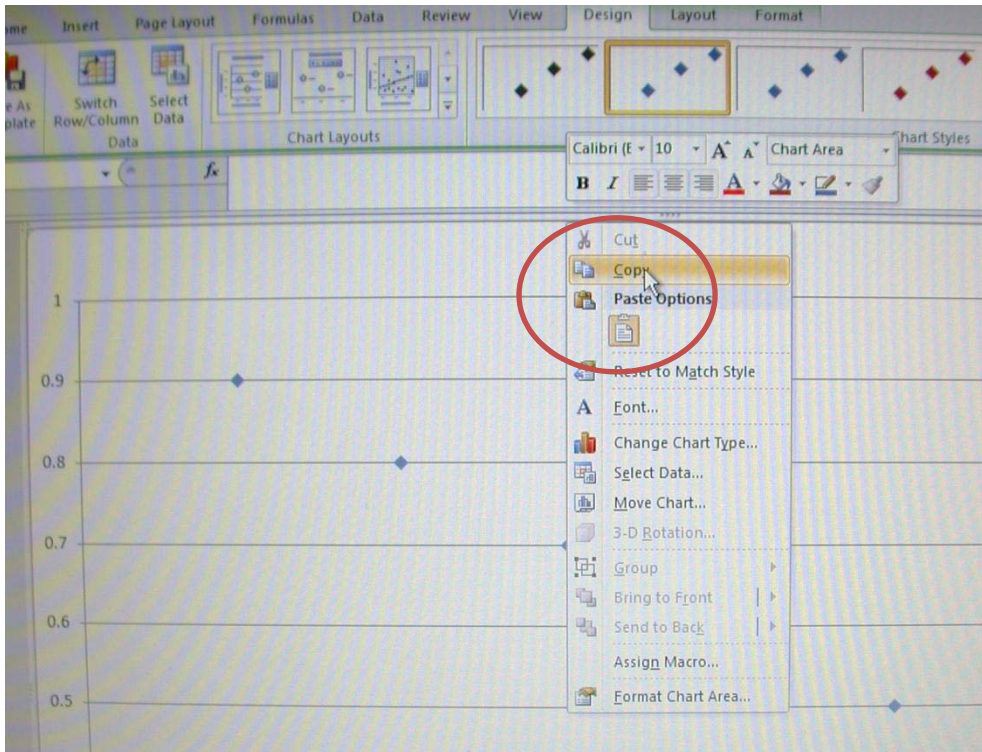 Insert Page Layout Formulas Data Review View Design Layout Format
Switch Row/Column
Select Data
Data
Chart Layouts
Chart Styles
fx
Calibri (E 10 A A Chart Area
B I A
Cut
Copy
Paste Options
Reset to Match Style
A Font...
Change Chart Type...
Select Data...
Move Chart...
3-D Rotation...
Group
Bring to Front
Send to Back
Assign Macro...
Format Chart Area...
1
0.9
0.8
0.7
0.6
0.5